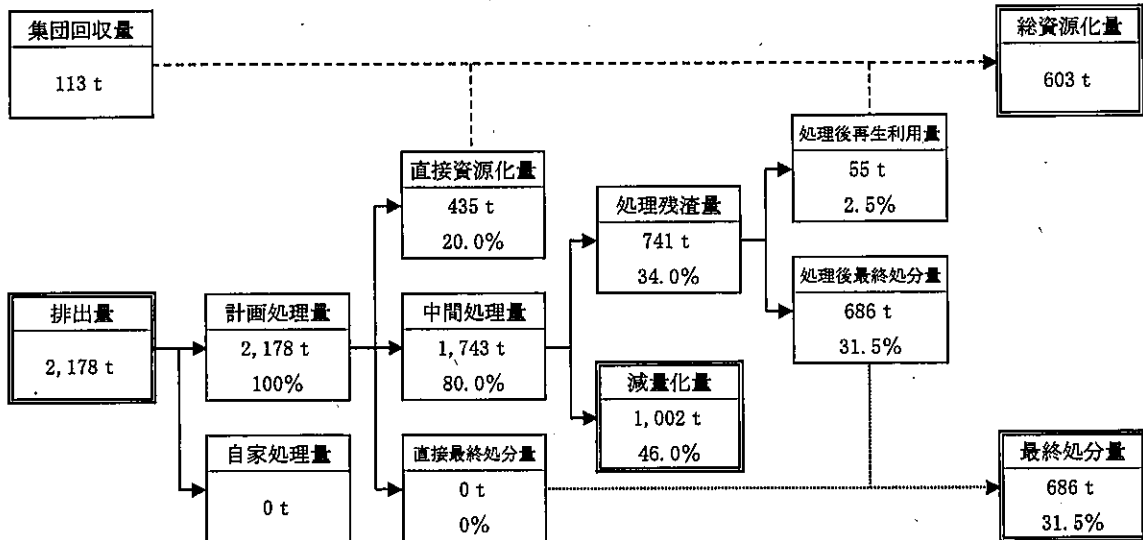 集団回収量
113 t
総資源化量
603 t
直接資源化量
435 t
20.0%
処理後再生利用量
55 t
2.5%
処理残渣量
741 t
34.0%
処理後最終処分量
686 t
31.5%
排出量
2,178 t
計画処理量
2,178 t
100%
中間処理量
1,743 t
80.0%
減量化量
1,002 t
46.0%
自家処理量
0 t
直接最終処分量
0 t
0%
最終処分量
686 t
31.5%